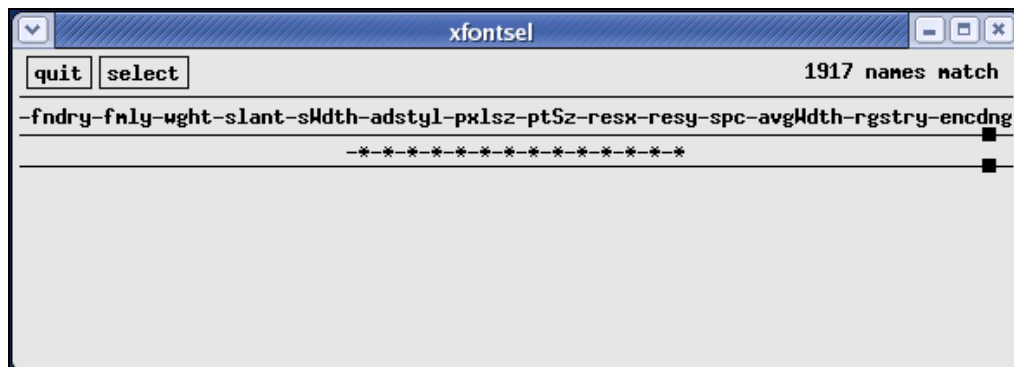 xfontsel
quit select 1917 names match
-fndry-fmly-wght-slant-sWdth-adstyl-pxlsz-ptSz-resx-resy-spc-avgWdth-rgstry-encdng
-*-*-*-*-*-*-*-*-*-*-*-*-*-*